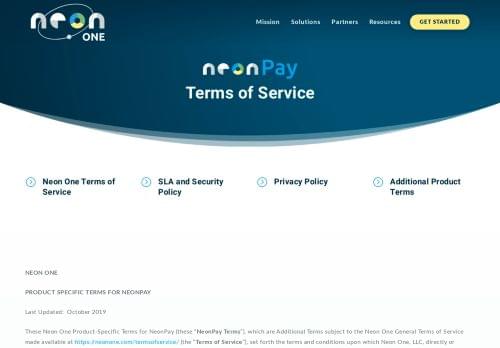 neon
ONE
Mission
Solutions
Partners
Resources
GET STARTED
neonPay
Terms of Service
Neon One Terms of
Service
SLA and Security
Policy
Privacy Policy
Additional Product
Terms
NEON ONE
PRODUCT SPECIFIC TERMS FOR NEONPAY
Last Updated: October 2019
These Neon One Product-Specific Terms for NeonPay (these "NeonPay Terms"), which are Additional Terms subject to the Neon One General Terms of Service
made available at https://neonone.com/termsofservice/ (the "Terms of Service"), set forth the terms and conditions upon which Neon One, LLC, directly or